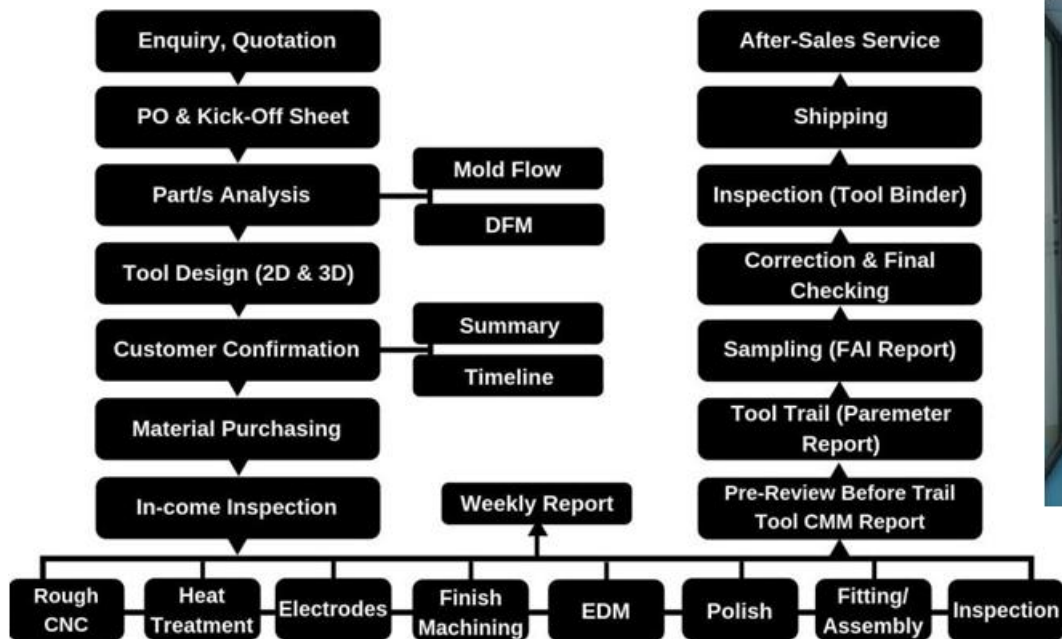 Enquiry, Quotation
PO & Kick-Off Sheet
Part/s Analysis
Mold Flow
DFM
Tool Design (2D & 3D)
Customer Confirmation
Summary
Timeline
Material Purchasing
In-come Inspection
Weekly Report
After-Sales Service
Shipping
Inspection (Tool Binder)
Correction & Final
Checking
Sampling (FAI Report)
Tool Trail (Paremeter
Report)
Pre-Review Before Trail
Tool CMM Report
Rough
CNC
Heat
Treatment
Electrodes
Finish
Machining
EDM
Polish
Fitting/
Assembly
Inspection